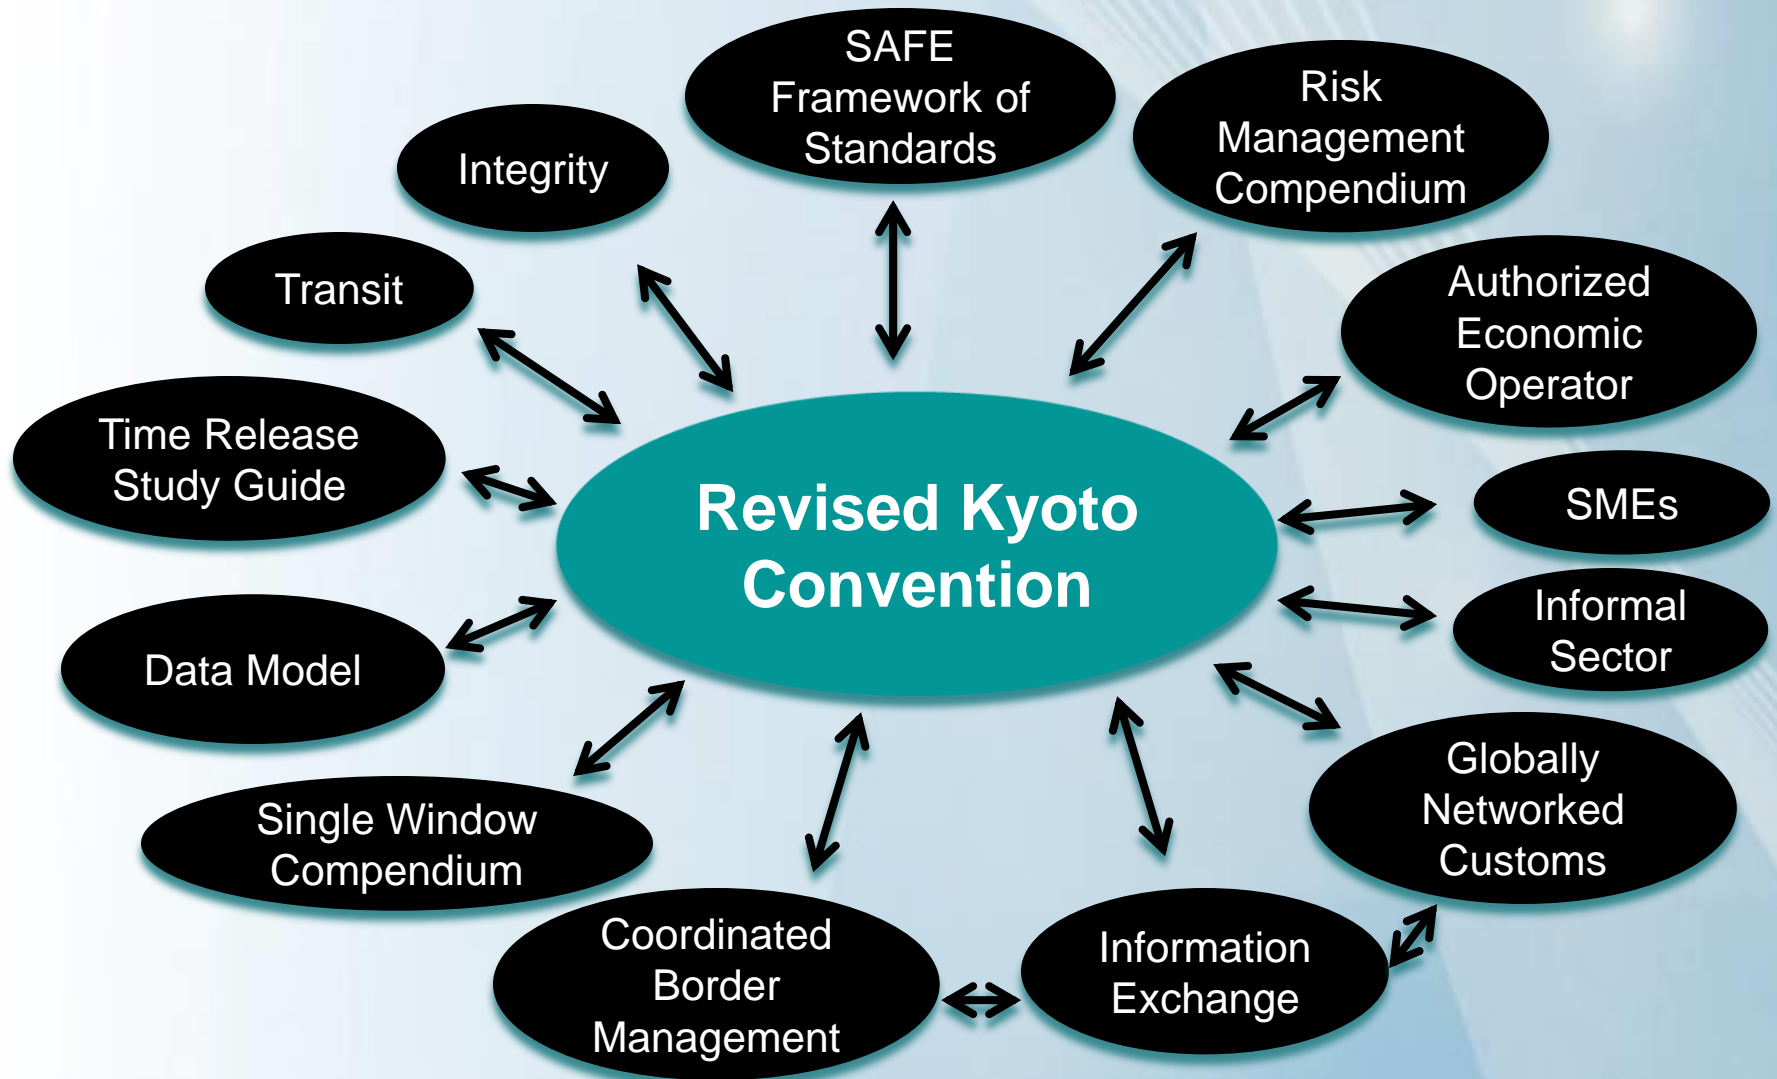 SAFE
Framework of
Standards
Risk
Management
Compendium
Integrity
Transit
Authorized
Economic
Operator
Time Release
Study Guide
Revised Kyoto
Convention
SMEs
Informal
Sector
Data Model
Globally
Networked
Customs
Single Window
Compendium
Coordinated
Border
Management
Information
Exchange